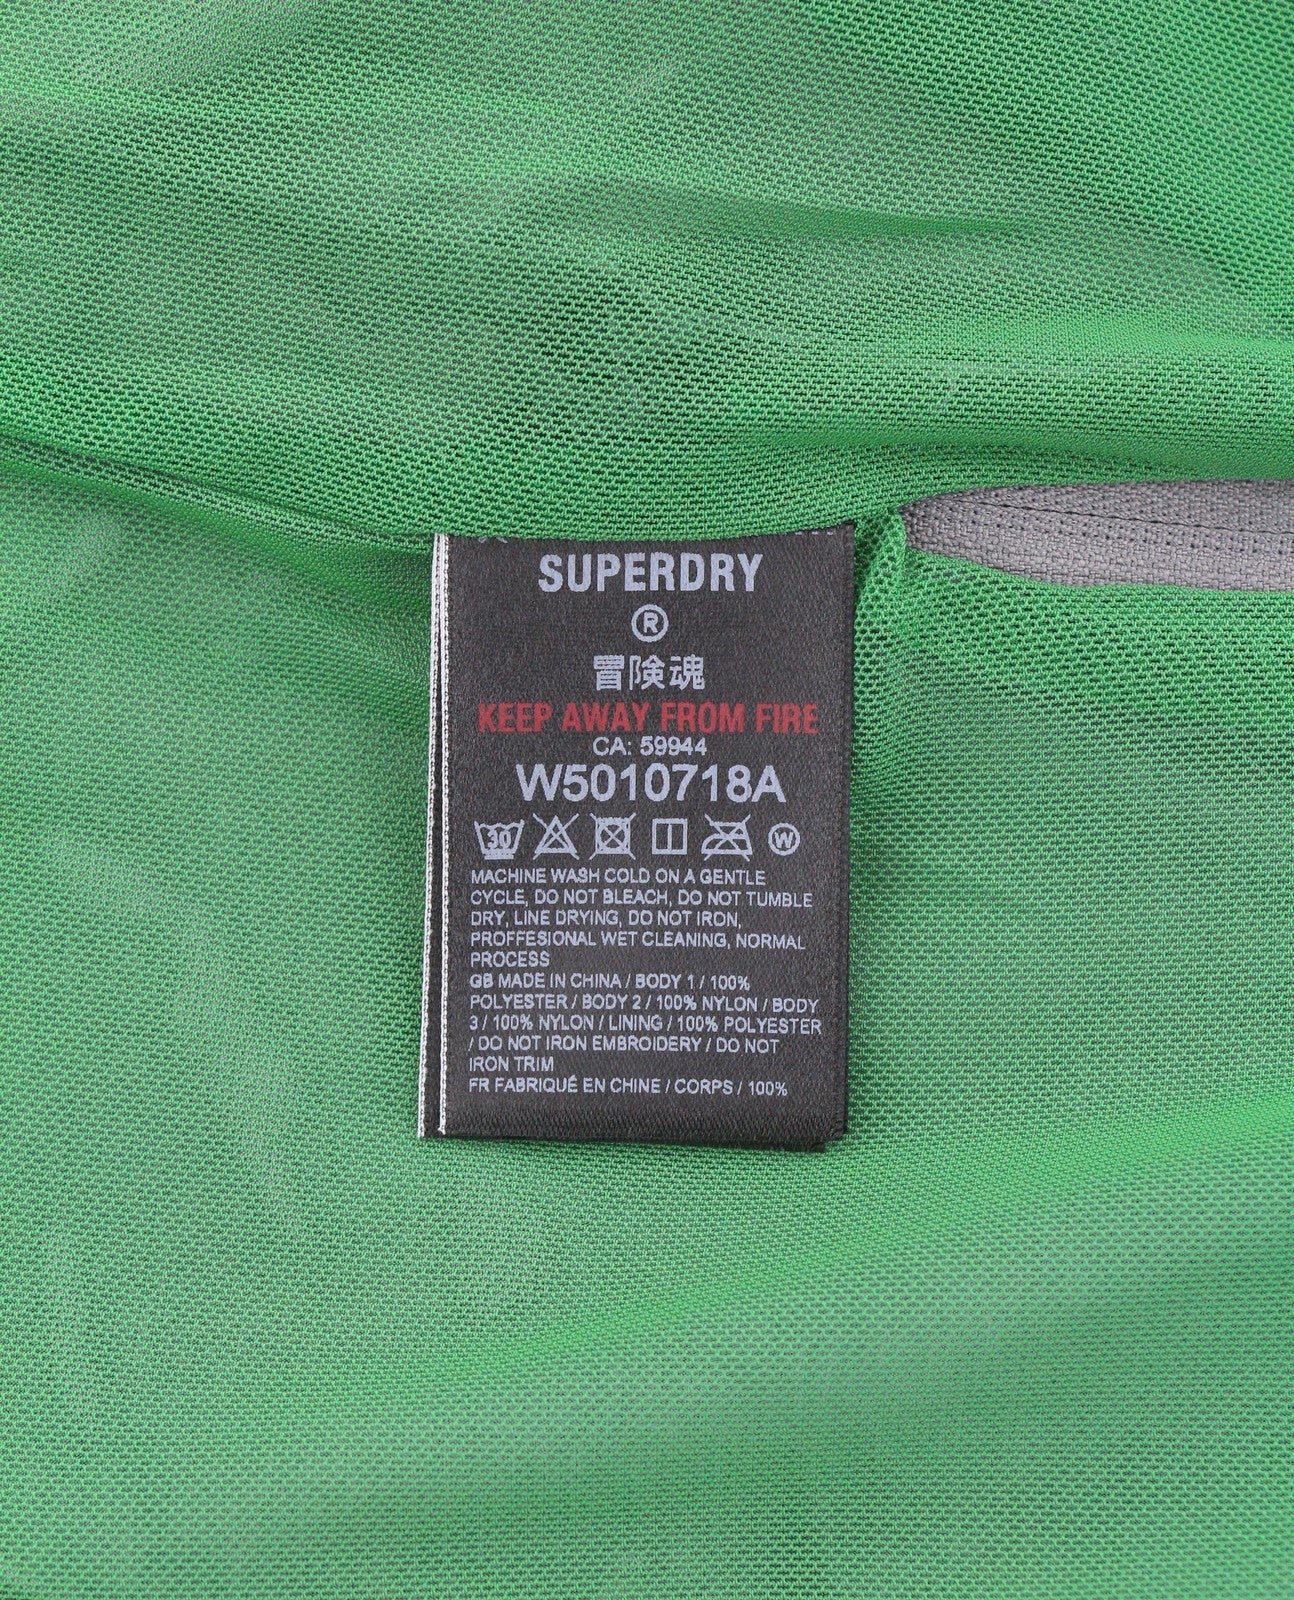 SUPERDRY
®
冒険魂
KEEP AWAY FROM FIRE
CA: 59944
W5010718A
30 W
MACHINE WASH COLD ON A GENTLE
CYCLE, DO NOT BLEACH, DO NOT TUMBLE
DRY, LINE DRYING, DO NOT IRON,
PROFFESIONAL WET CLEANING, NORMAL
PROCESS
GB MADE IN CHINA / BODY 1 / 100%
POLYESTER / BODY 2 / 100% NYLON / BODY
3 / 100% NYLON / LINING / 100% POLYESTER
/ DO NOT IRON EMBROIDERY / DO NOT
IRON TRIM
FR FABRIQUÉ EN CHINE / CORPS / 100%